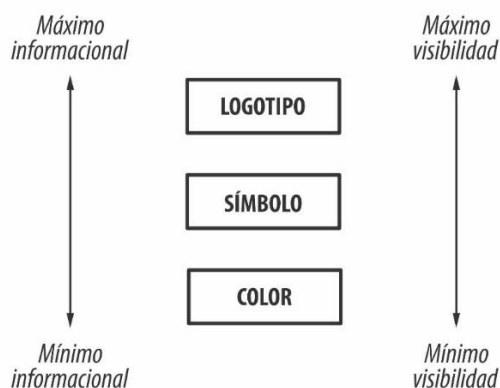 Máximo
informacional
Máximo
visibilidad
LOGOTIPO
SÍMBOLO
COLOR
Mínimo
informacional
Mínimo
visibilidad